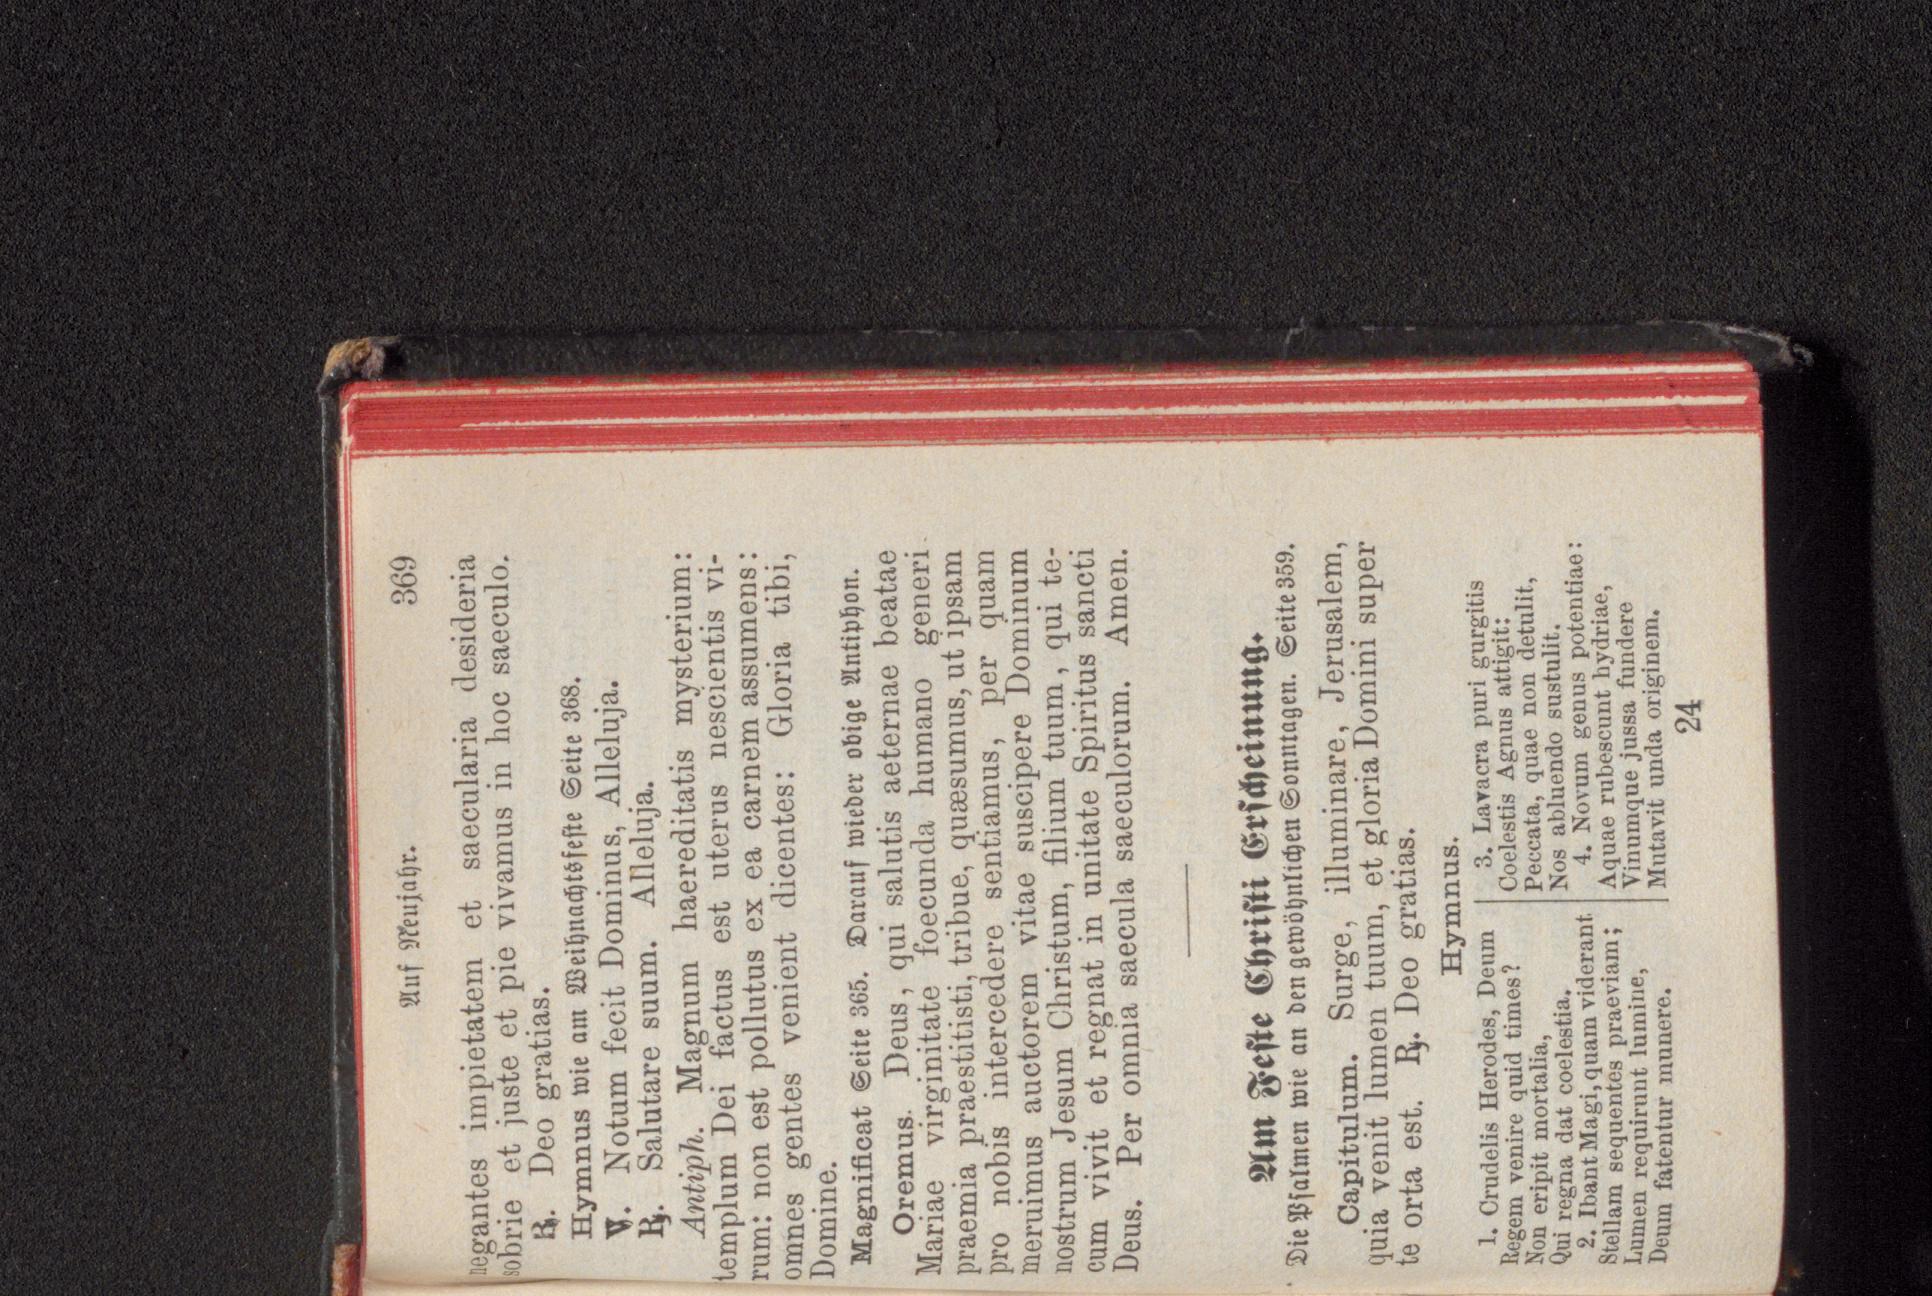 Auf Neujahr. 369
negantes impietatem et saecularia desideria
sobrie et juste et pie vivamus in hoc saeculo.
℟. Deo gratias.
Hymnus wie am Weihnachtsfeste Seite 368.
℣. Notum fecit Dominus, Alleluja.
℟. Salutare suum. Alleluja.
Antiph. Magnum haereditatis mysterium:
templum Dei factus est uterus nescientis vi-
rum: non est pollutus ex ea carnem assumens:
omnes gentes venient dicentes: Gloria tibi,
Domine.
Magnificat Seite 365. Darauf wieder obige Antiphon.
Oremus. Deus, qui salutis aeternae beatae
Mariae virginitate foecunda humano generi
praemia praestitisti, tribue, quæsumus, ut ipsam
pro nobis intercedere sentiamus, per quam
meruimus auctorem vitae suscipere Dominum
nostrum Jesum Christum, filium tuum, qui te-
cum vivit et regnat in unitate Spiritus sancti
Deus. Per omnia saecula saeculorum. Amen.
Am Feste Christi Erscheinung.
Die Psalmen wie an den gewöhnlichen Sonntagen. Seite 359.
Capitulum. Surge, illuminare, Jerusalem,
quia venit lumen tuum, et gloria Domini super
te orta est. ℟. Deo gratias.
Hymnus.
1. Crudelis Herodes, Deum
Regem venire quid times?
Non eripit mortalia,
Qui regna dat coelestia.
2. Ibant Magi, quam viderant
Stellam sequentes praeviam;
Lumen requirunt lumine,
Deum fatentur munere.
3. Lavacra puri gurgitis
Coelestis Agnus attigit:
Peccata, quae non detulit,
Nos abluendo sustulit.
4. Novum genus potentiae:
Aquae rubescunt hydriae,
Vinumque jussa fundere
Mutavit unda originem.
24